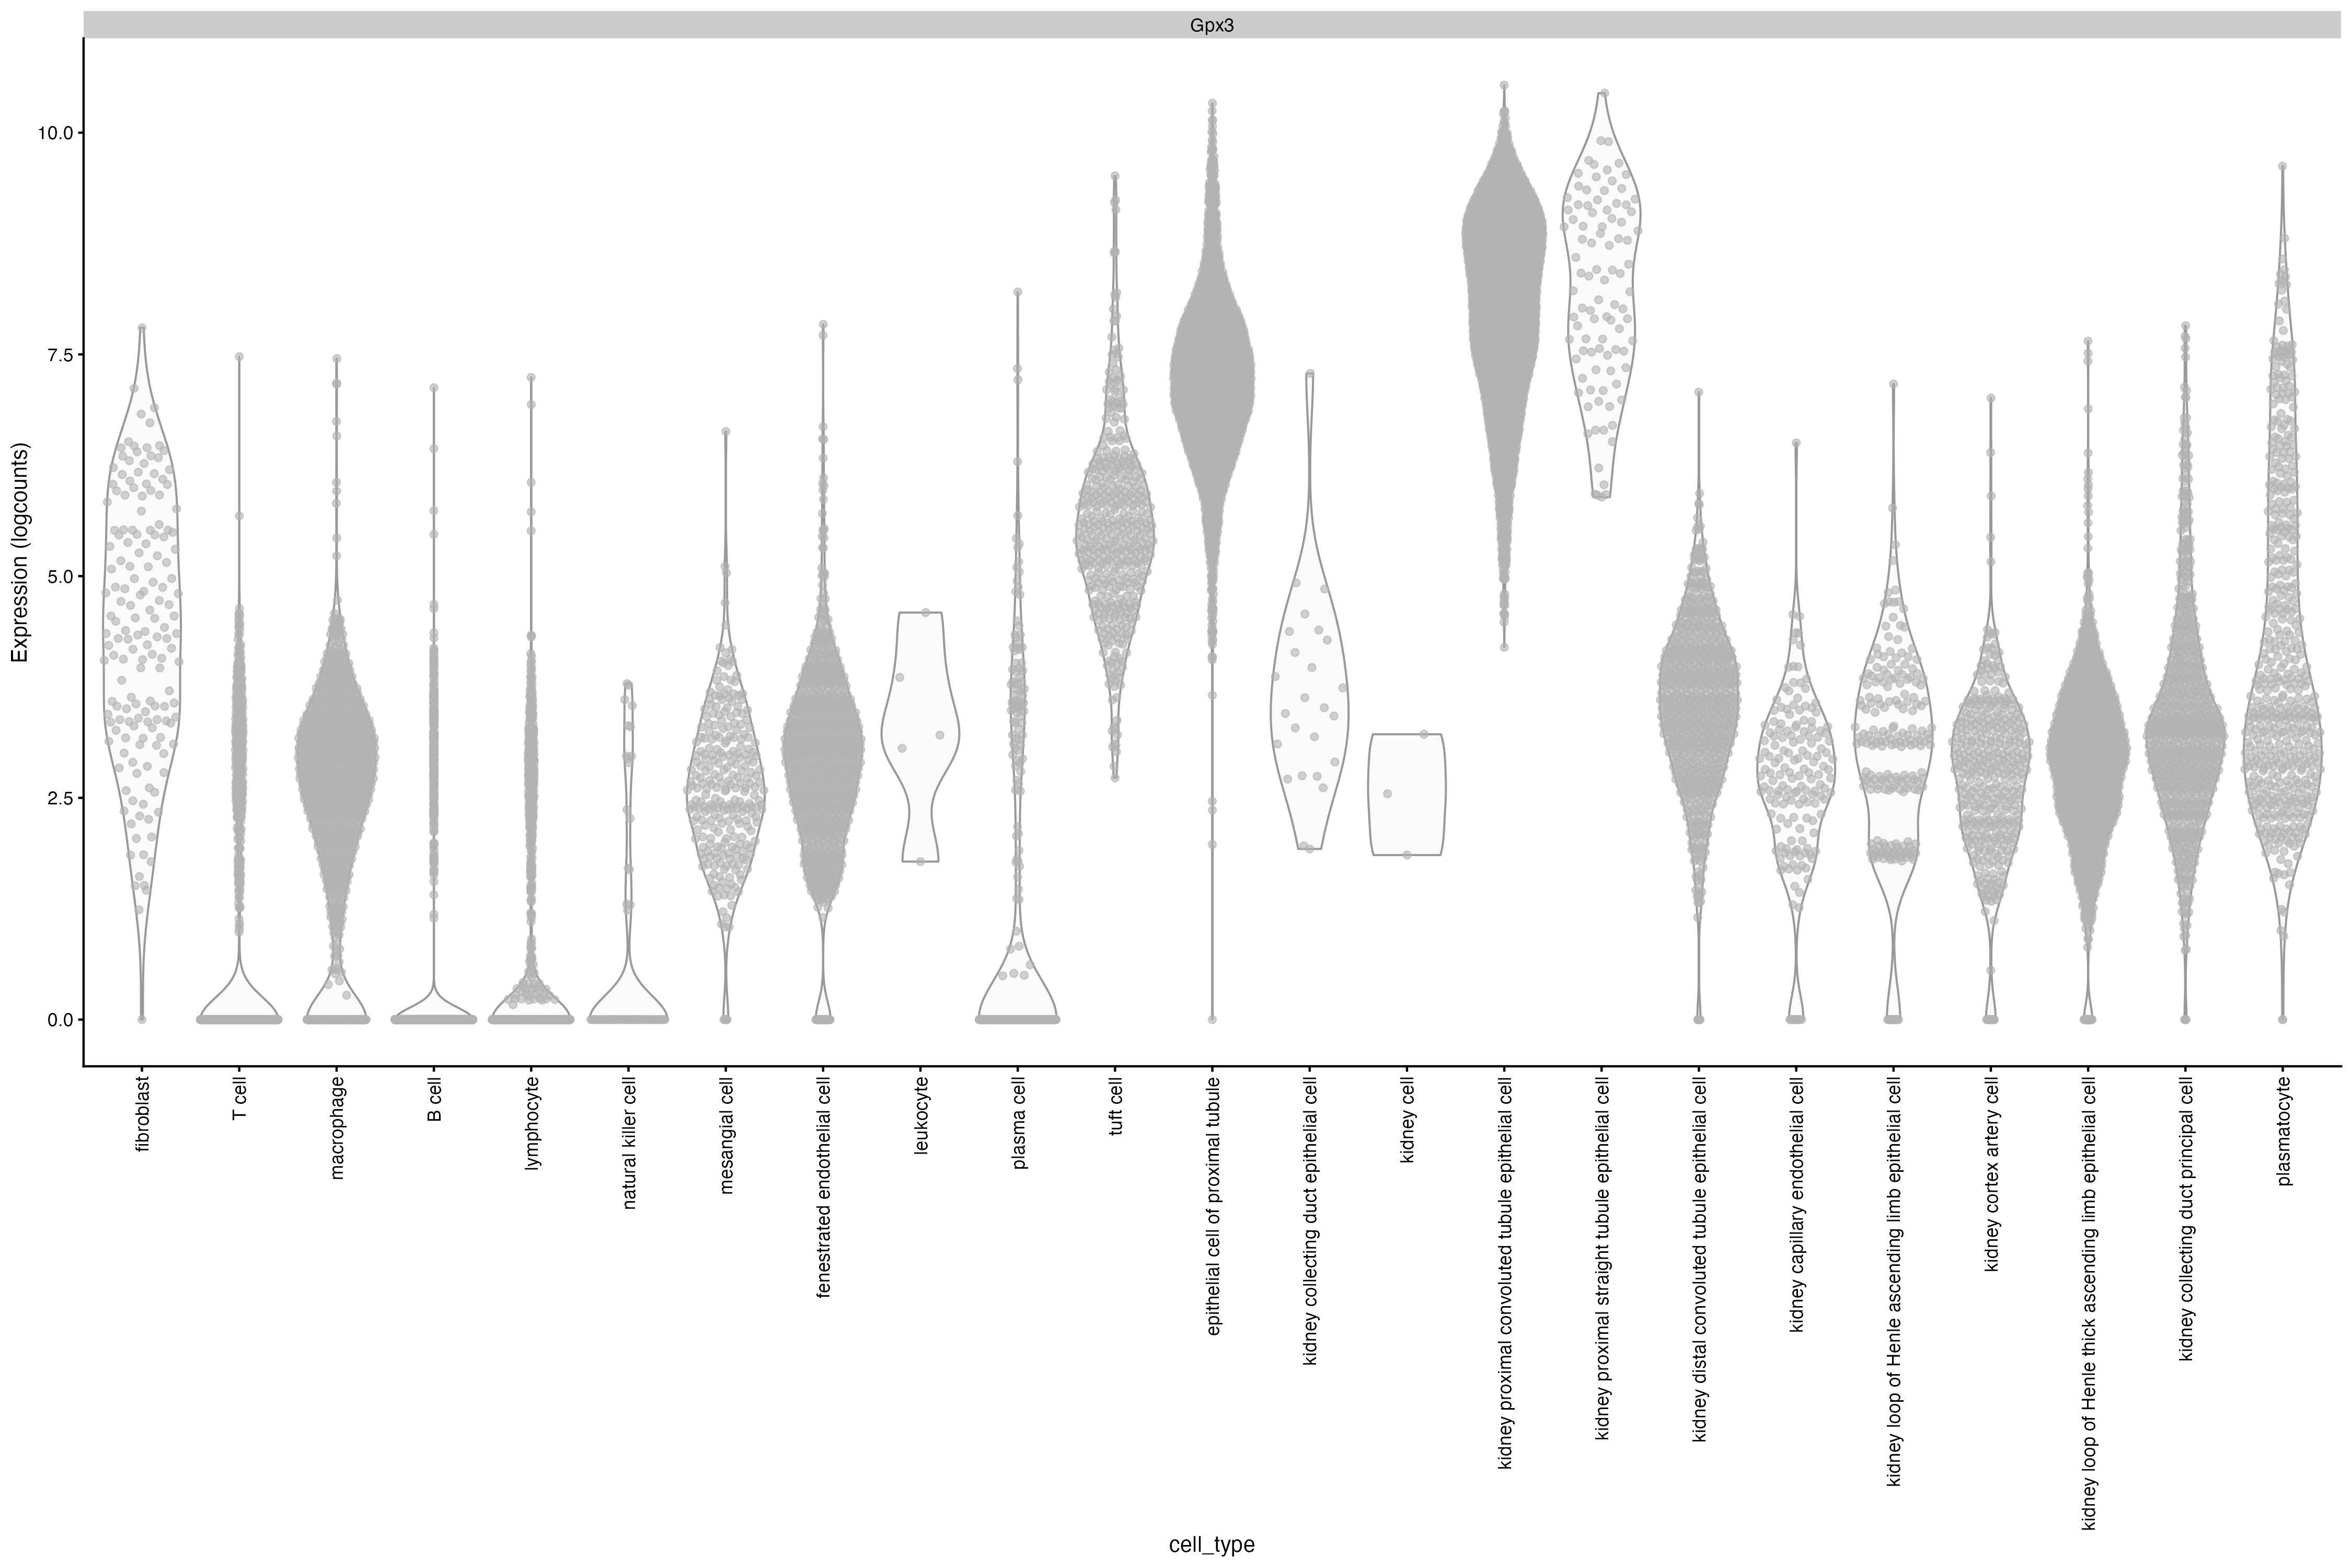 Gpx3
Expression (logcounts)
10.0
7.5
5.0
2.5
0.0
fibroblast
T cell
macrophage
B cell
lymphocyte
natural killer cell
mesangial cell
fenestrated endothelial cell
leukocyte
plasma cell
tuft cell
epithelial cell of proximal tubule
kidney collecting duct epithelial cell
kidney cell
kidney proximal convoluted tubule epithelial cell
kidney proximal straight tubule epithelial cell
kidney distal convoluted tubule epithelial cell
kidney capillary endothelial cell
kidney loop of Henle ascending limb epithelial cell
kidney cortex artery cell
kidney loop of Henle thick ascending limb epithelial cell
kidney collecting duct principal cell
plasmatocyte
cell_type